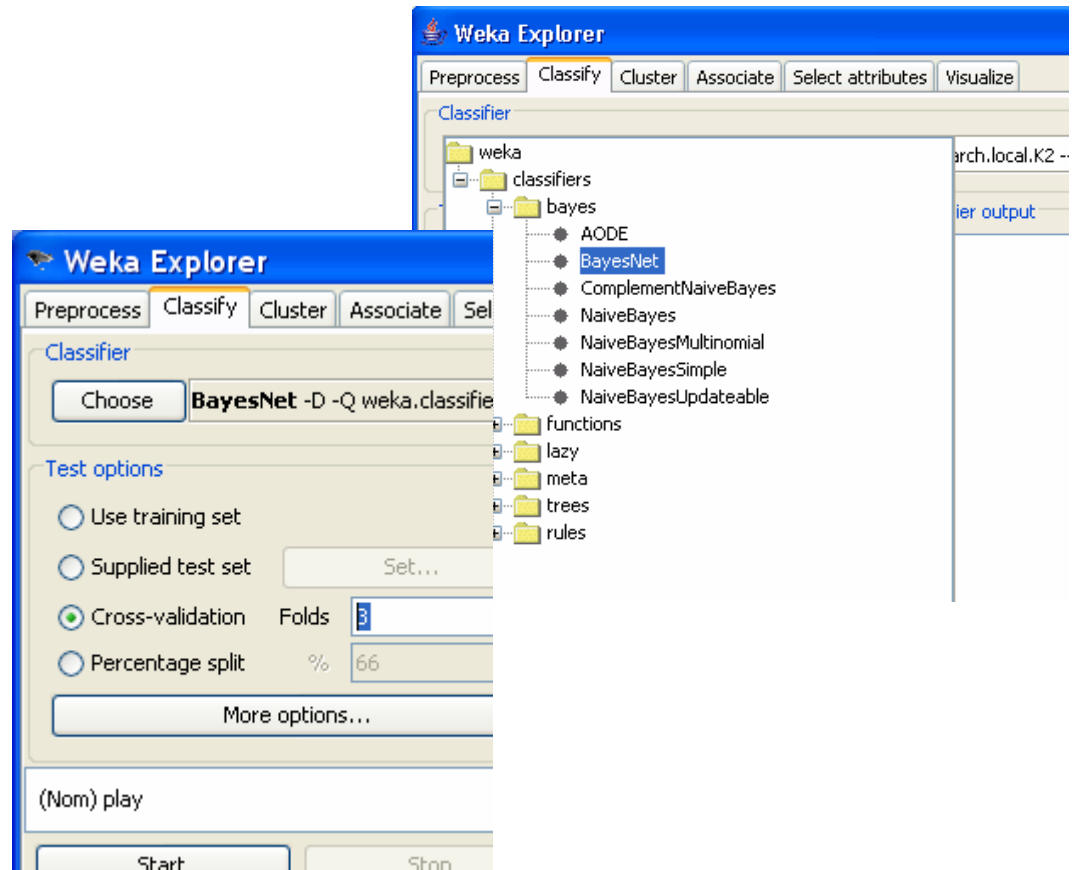 Weka Explorer
Preprocess Classify Cluster Associate Select attributes Visualize
Classifier
weka
classifiers
bayes
AODE
BayesNet
ComplementNaiveBayes
NaiveBayes
NaiveBayesMultinomial
NaiveBayesSimple
NaiveBayesUpdateable
functions
lazy
meta
trees
rules
arch.local.K2 --
ier output
Weka Explorer
Preprocess Classify Cluster Associate Sel
Classifier
Choose BayesNet -D -Q weka.classifie
Test options
Use training set
Supplied test set Set...
Cross-validation Folds 3
Percentage split % 66
More options...
(Nom) play
Start Stop